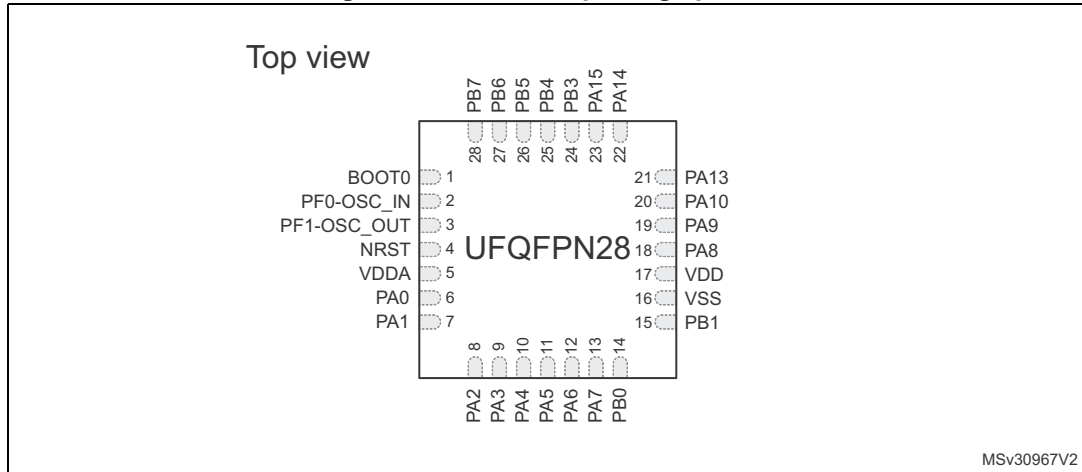 Top view
PB7
PB6
PB5
PB4
PB3
PA15
PA14
28
27
26
25
24
23
22
BOOT0 1
PF0-OSC_IN 2
PF1-OSC_OUT 3
NRST 4
VDDA 5
PA0 6
PA1 7
UFQFPN28
21 PA13
20 PA10
19 PA9
18 PA8
17 VDD
16 VSS
15 PB1
8
9
10
11
12
13
14
PA2
PA3
PA4
PA5
PA6
PA7
PB0
MSv30967V2